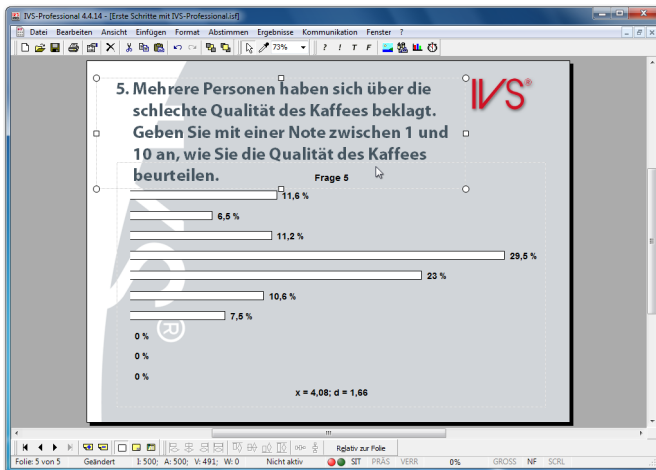 IVS-Professional 4.4.14 - [Erste Schritte mit IVS-Professional.isf]
Datei Bearbeiten Ansicht Einfügen Format Abstimmen Ergebnisse Kommunikation Fenster ?
73% ? ! T F
5. Mehrere Personen haben sich über die
schlechte Qualität des Kaffees beklagt.
Geben Sie mit einer Note zwischen 1 und
10 an, wie Sie die Qualität des Kaffees
beurteilen.
IVS®
Frage 5
11,6 %
6,5 %
11,2 %
29,5 %
23 %
10,6 %
7,5 %
0 %
0 %
0 %
x = 4,08; d = 1,66
Relativ zur Folie
Folie: 5 von 5 Geändert I: 500; A: 500; V: 491; W: 0 Nicht aktiv SIT PRÄS VERR 0% GROSS NF SCRL